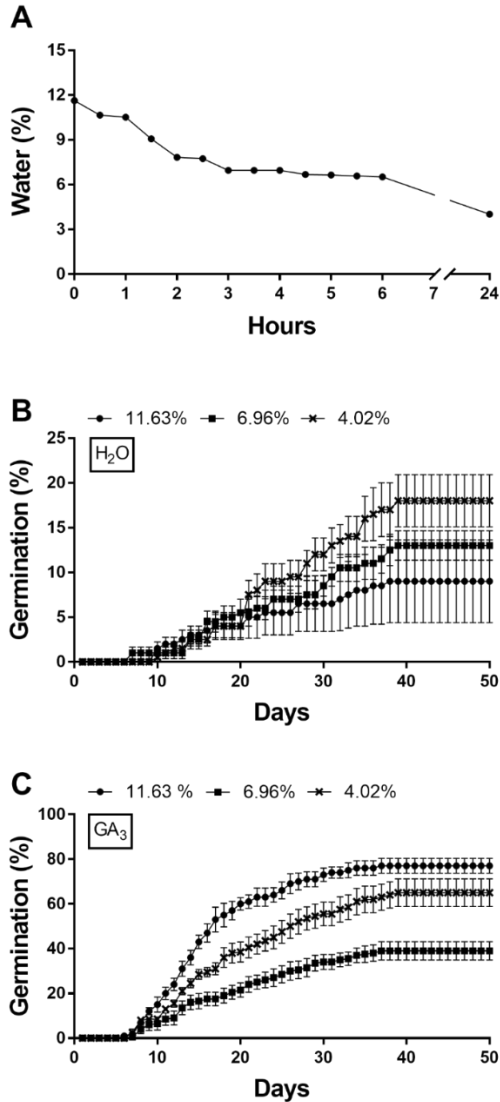 A
Water (%)
15
12
9
6
3
0
0 1 2 3 4 5 6 7 24
Hours
B
11.63% 6.96% 4.02%
H₂O
Germination (%)
25
20
15
10
5
0
0 10 20 30 40 50
Days
C
11.63 % 6.96% 4.02%
GA₃
Germination (%)
100
80
60
40
20
0
0 10 20 30 40 50
Days